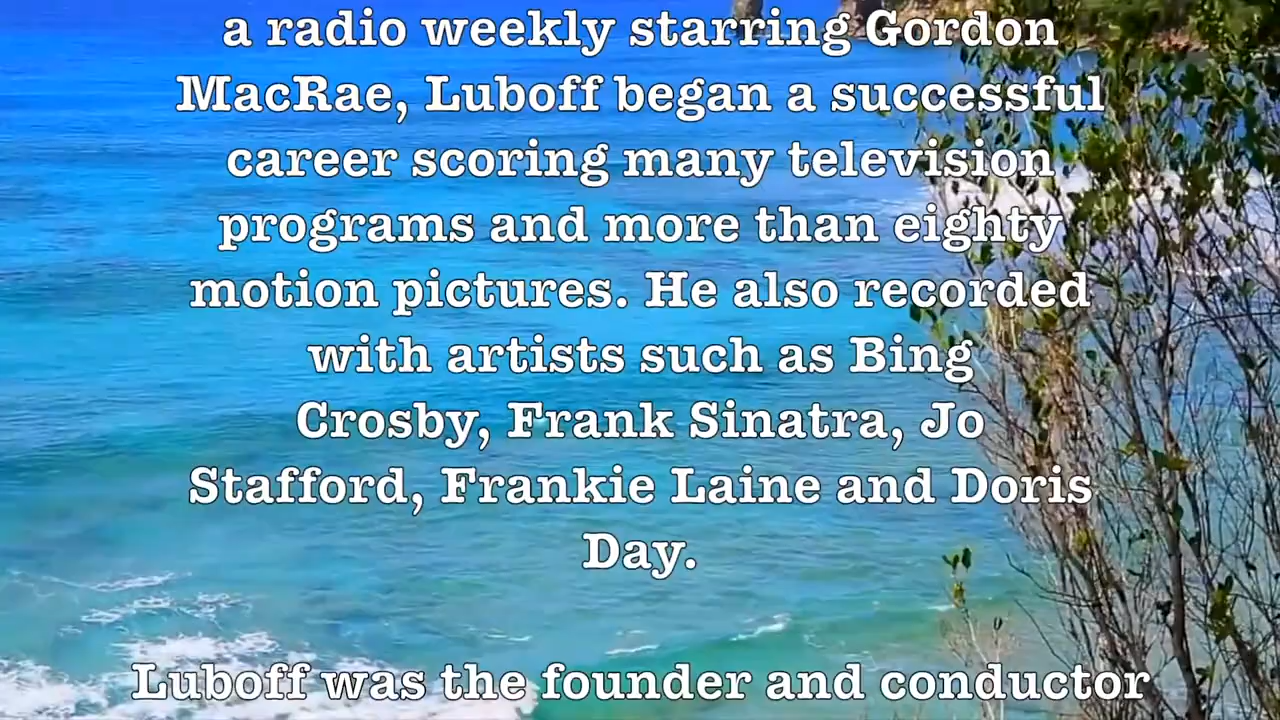 a radio weekly starring Gordon
MacRae, Luboff began a successful
career scoring many television
programs and more than eighty
motion pictures. He also recorded
with artists such as Bing
Crosby, Frank Sinatra, Jo
Stafford, Frankie Laine and Doris
Day.
Luboff was the founder and conductor